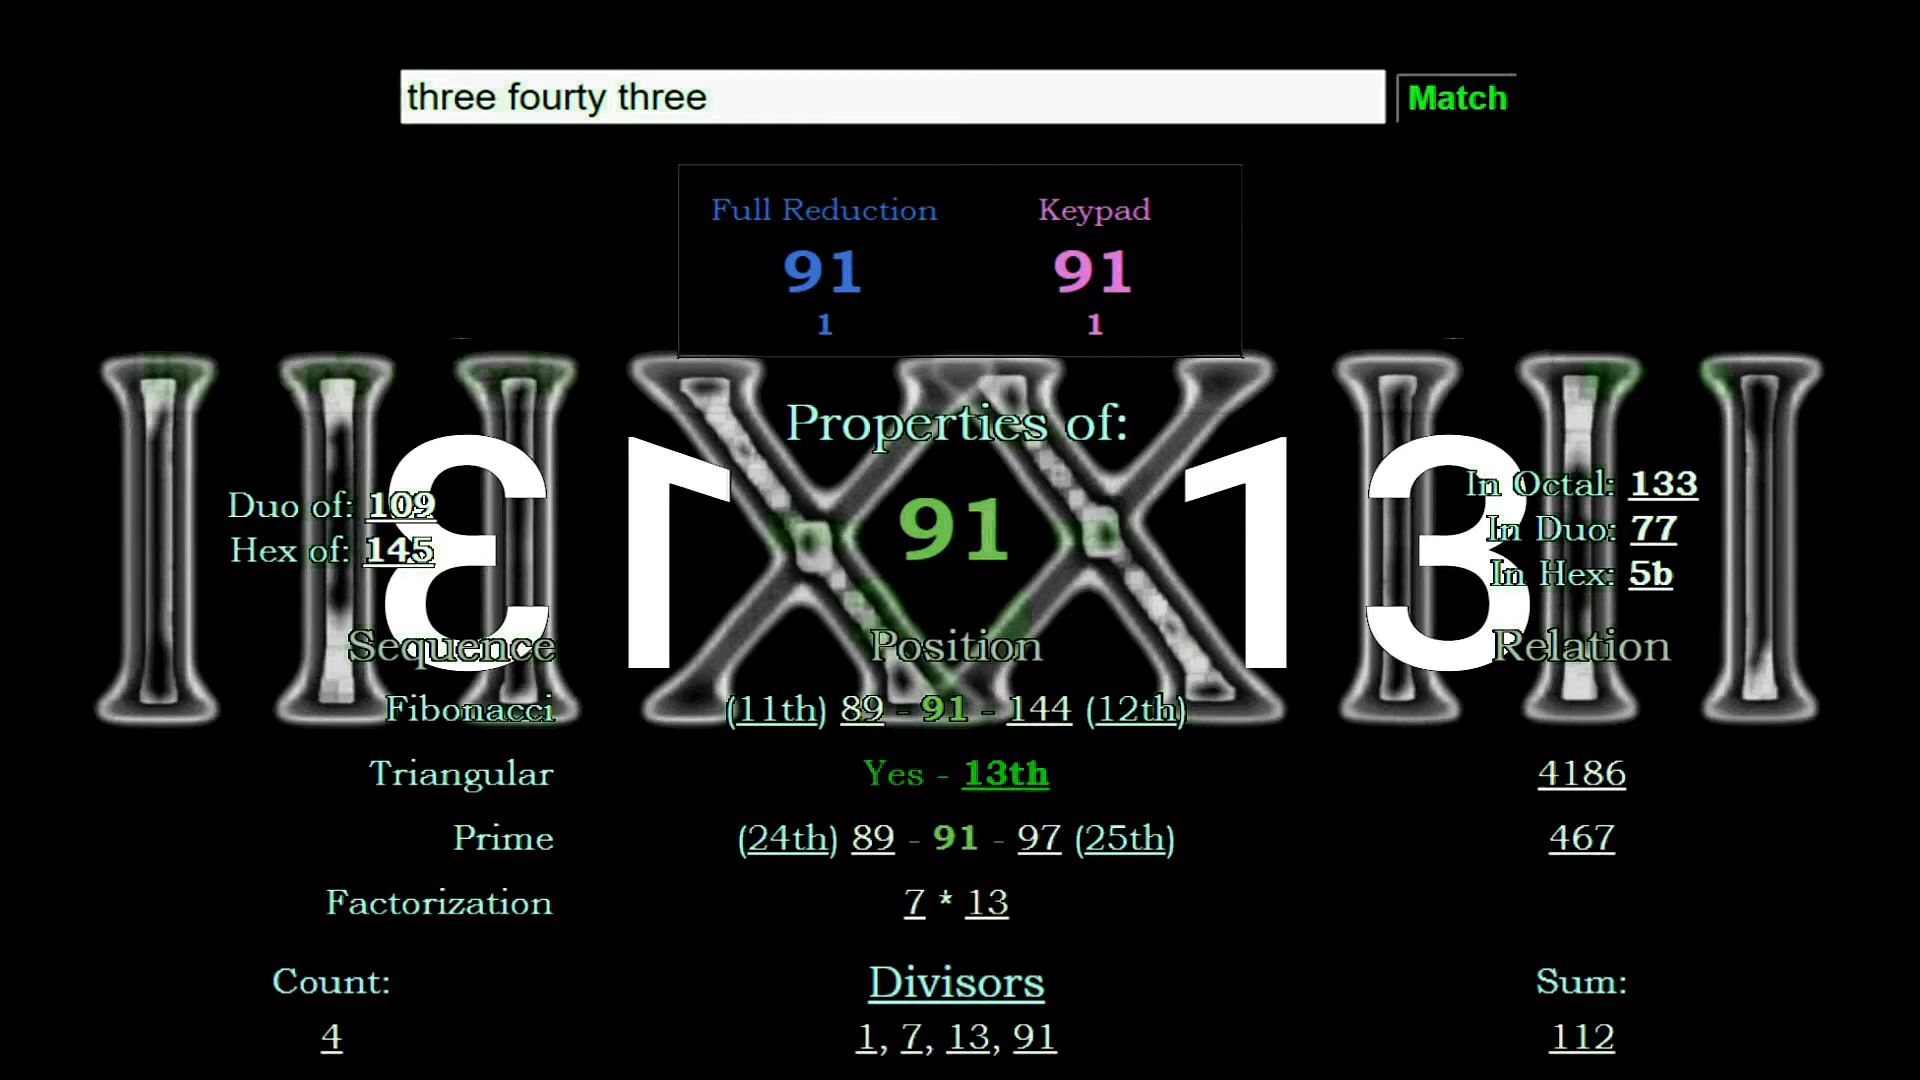 three fourty three Match
Full Reduction Keypad
91 91
1 1
IIIXXIII
Properties of:
13 91 13
Duo of: 109
Hex of: 145
In Octal: 133
In Duo: 77
In Hex: 5b
Sequence Position Relation
Fibonacci (11th) 89 - 91 - 144 (12th)
Triangular Yes - 13th 4186
Prime (24th) 89 - 91 - 97 (25th) 467
Factorization 7 * 13
Count: Divisors Sum:
4 1, 7, 13, 91 112